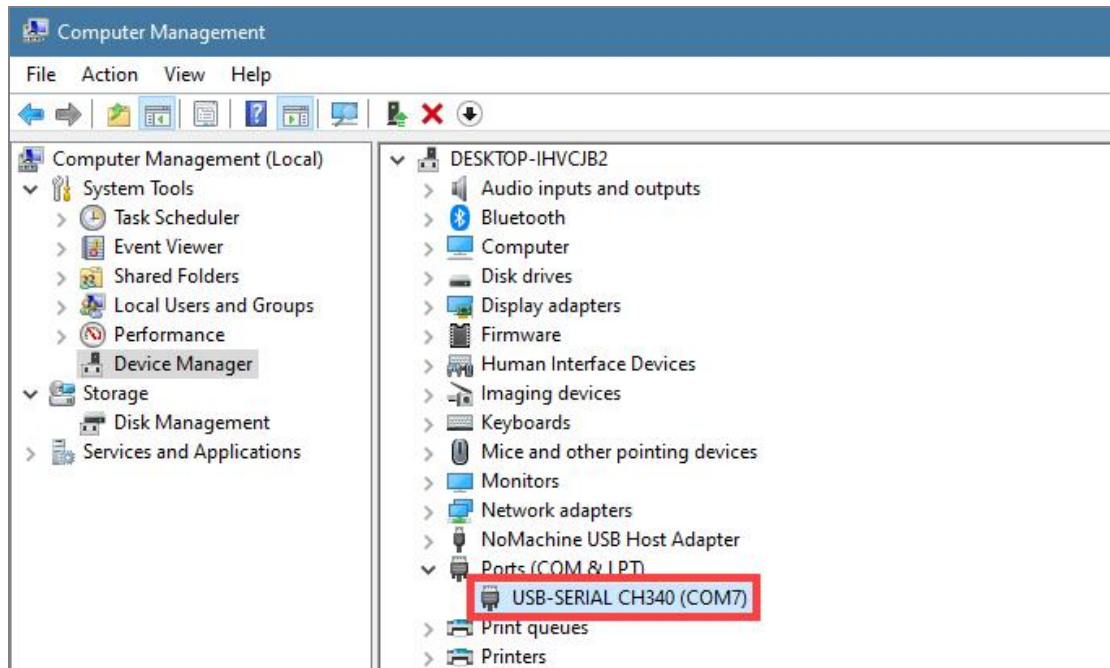 Computer Management
File Action View Help
Computer Management (Local)
System Tools
Task Scheduler
Event Viewer
Shared Folders
Local Users and Groups
Performance
Device Manager
Storage
Disk Management
Services and Applications
DESKTOP-IHVCJB2
Audio inputs and outputs
Bluetooth
Computer
Disk drives
Display adapters
Firmware
Human Interface Devices
Imaging devices
Keyboards
Mice and other pointing devices
Monitors
Network adapters
NoMachine USB Host Adapter
Ports (COM & LPT)
USB-SERIAL CH340 (COM7)
Print queues
Printers